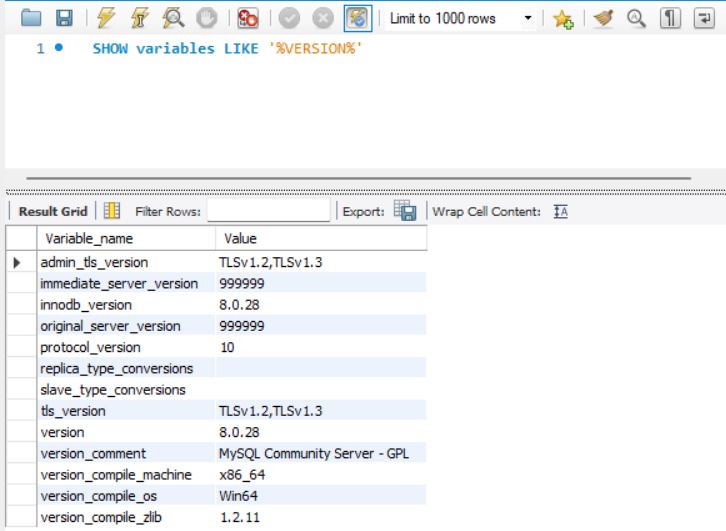 Limit to 1000 rows
1 SHOW variables LIKE '%VERSION%'
Result Grid Filter Rows: Export: Wrap Cell Content: IA
Variable_name Value
admin_tls_version TLSv1.2,TLSv1.3
immediate_server_version 999999
innodb_version 8.0.28
original_server_version 999999
protocol_version 10
replica_type_conversions
slave_type_conversions
tls_version TLSv1.2,TLSv1.3
version 8.0.28
version_comment MySQL Community Server - GPL
version_compile_machine x86_64
version_compile_os Win64
version_compile_zlib 1.2.11